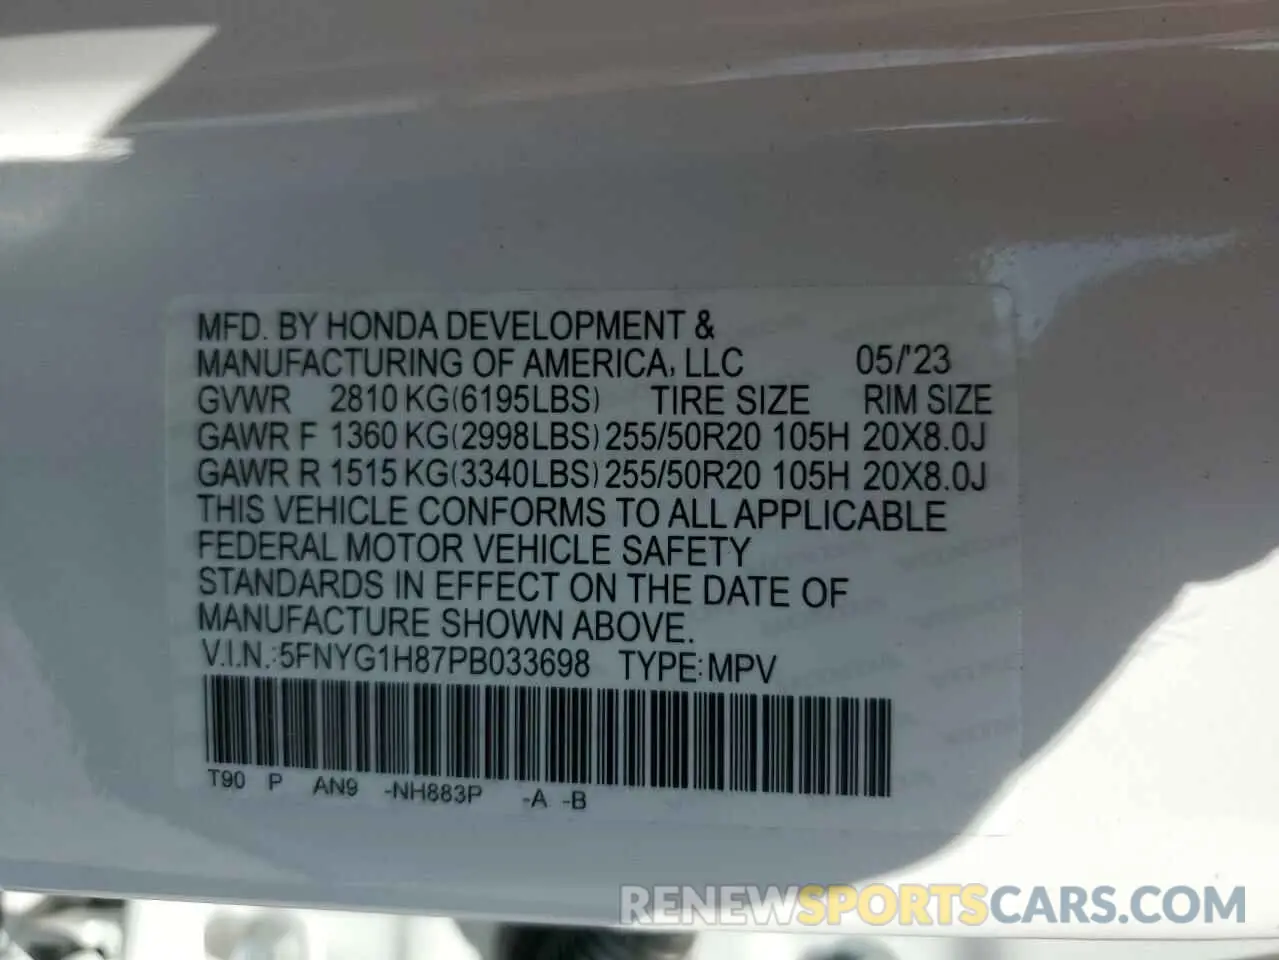 MFD. BY HONDA DEVELOPMENT &
MANUFACTURING OF AMERICA, LLC 05/'23
GVWR 2810 KG(6195LBS) TIRE SIZE RIM SIZE
GAWR F 1360 KG(2998LBS) 255/50R20 105H 20X8.0J
GAWR R 1515 KG(3340LBS) 255/50R20 105H 20X8.0J
THIS VEHICLE CONFORMS TO ALL APPLICABLE
FEDERAL MOTOR VEHICLE SAFETY
STANDARDS IN EFFECT ON THE DATE OF
MANUFACTURE SHOWN ABOVE.
V.I.N.:5FNYG1H87PB033698 TYPE:MPV
T90 P AN9 -NH883P -A -B
RENEWSPORTSCARS.COM